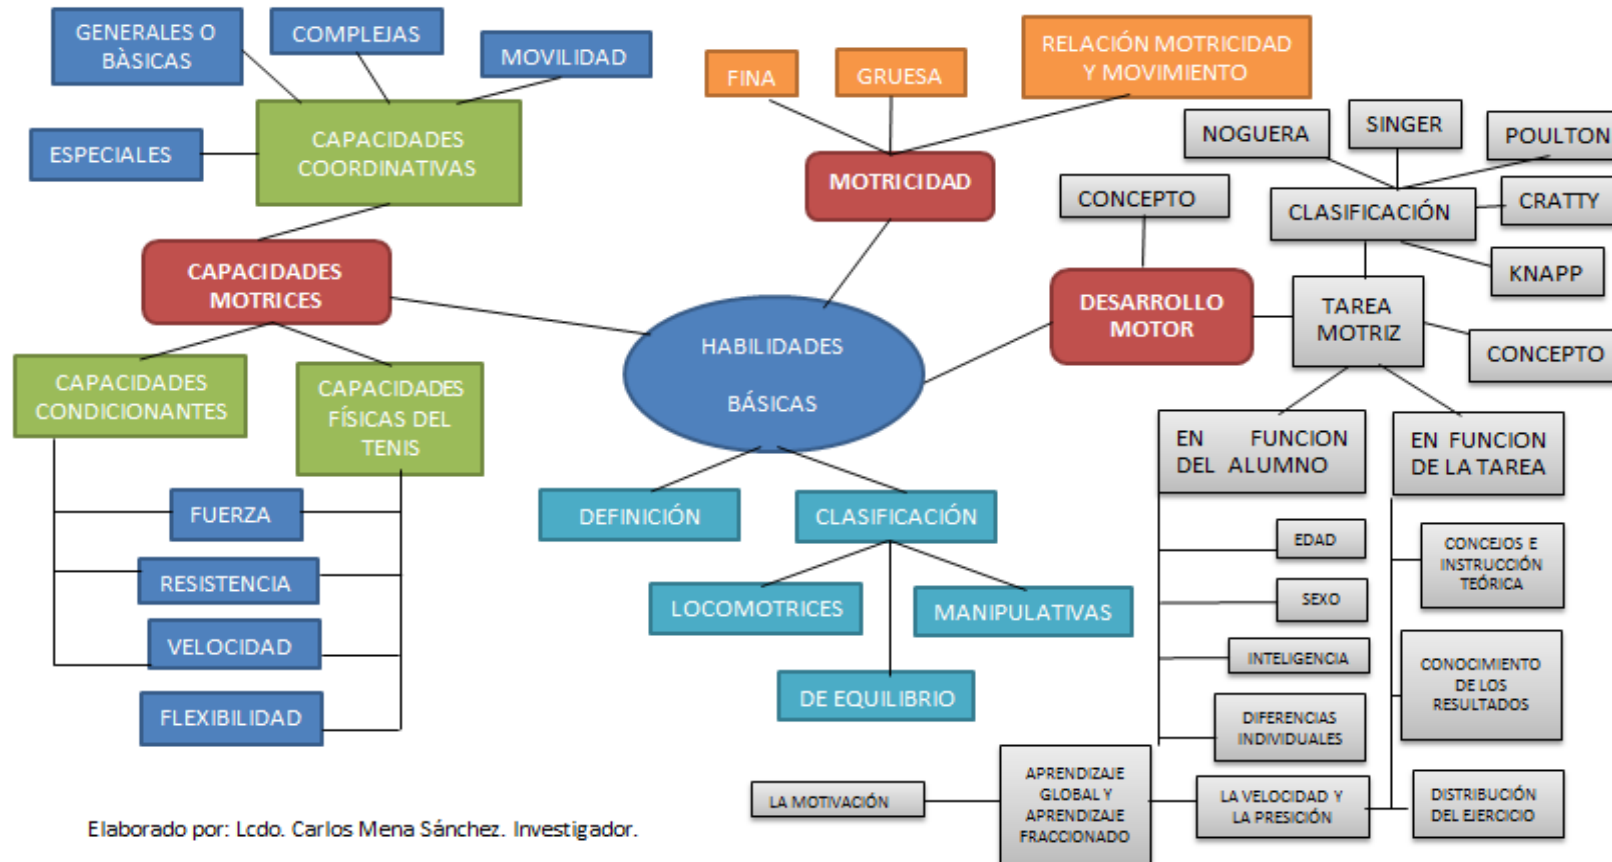 GENERALES O
BÀSICAS
COMPLEJAS
MOVILIDAD
ESPECIALES
CAPACIDADES
COORDINATIVAS
CAPACIDADES
MOTRICES
CAPACIDADES
CONDICIONANTES
CAPACIDADES
FÍSICAS DEL
TENIS
FUERZA
RESISTENCIA
VELOCIDAD
FLEXIBILIDAD
FINA
GRUESA
RELACIÓN MOTRICIDAD
Y MOVIMIENTO
MOTRICIDAD
HABILIDADES
BÁSICAS
DEFINICIÓN
CLASIFICACIÓN
LOCOMOTRICES
MANIPULATIVAS
DE EQUILIBRIO
CONCEPTO
DESARROLLO
MOTOR
NOGUERA
SINGER
POULTON
CLASIFICACIÓN
CRATTY
KNAPP
TAREA
MOTRIZ
CONCEPTO
EN FUNCION
DEL ALUMNO
EN FUNCION
DE LA TAREA
EDAD
SEXO
INTELIGENCIA
DIFERENCIAS
INDIVIDUALES
CONCEJOS E
INSTRUCCIÓN
TEÓRICA
CONOCIMIENTO
DE LOS
RESULTADOS
DISTRIBUCIÓN
DEL EJERCICIO
LA VELOCIDAD Y
LA PRESICIÓN
APRENDIZAJE
GLOBAL Y
APRENDIZAJE
FRACCIONADO
LA MOTIVACIÓN
Elaborado por: Lcdo. Carlos Mena Sánchez. Investigador.